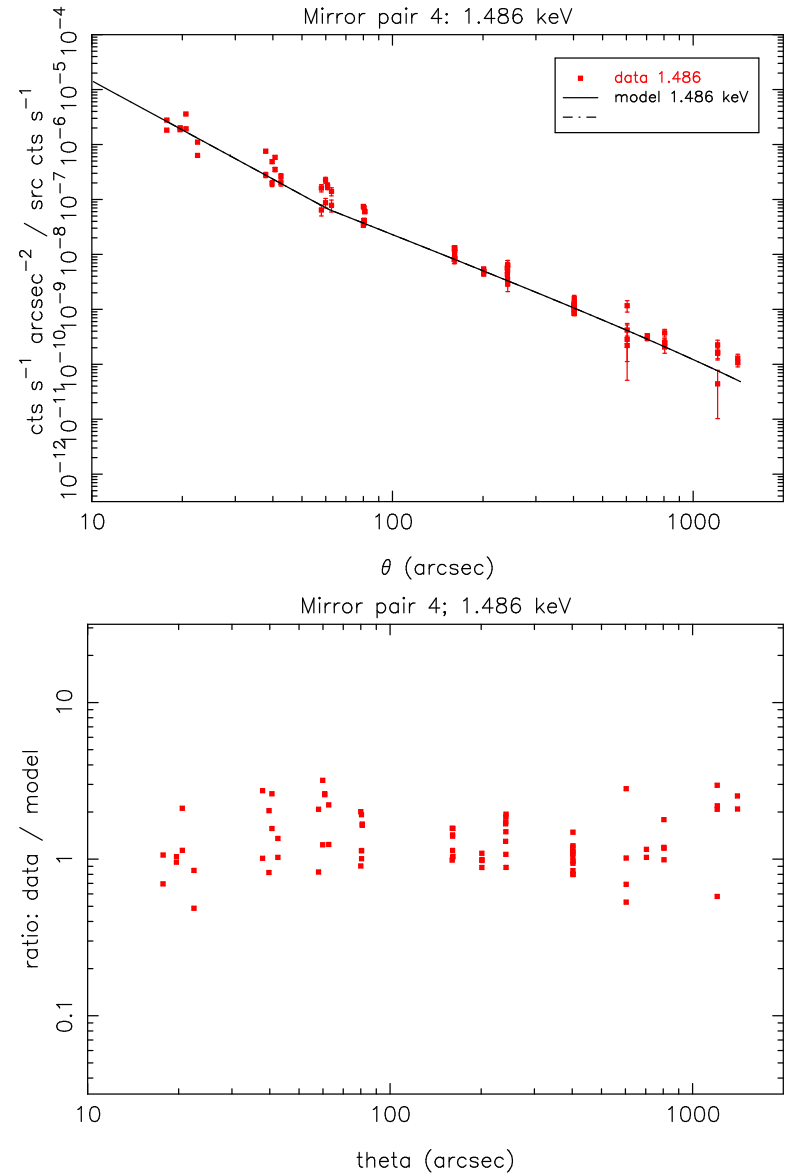 Mirror pair 4: 1.486 keV
cts s⁻¹ arcsec⁻² / src cts s⁻¹
10⁻⁴
10⁻⁵
10⁻⁶
10⁻⁷
10⁻⁸
10⁻⁹
10⁻¹⁰
10⁻¹¹
10⁻¹²
data 1.486
model 1.486 keV
10 100 1000
θ (arcsec)
Mirror pair 4; 1.486 keV
ratio: data / model
10
1
0.1
10 100 1000
theta (arcsec)